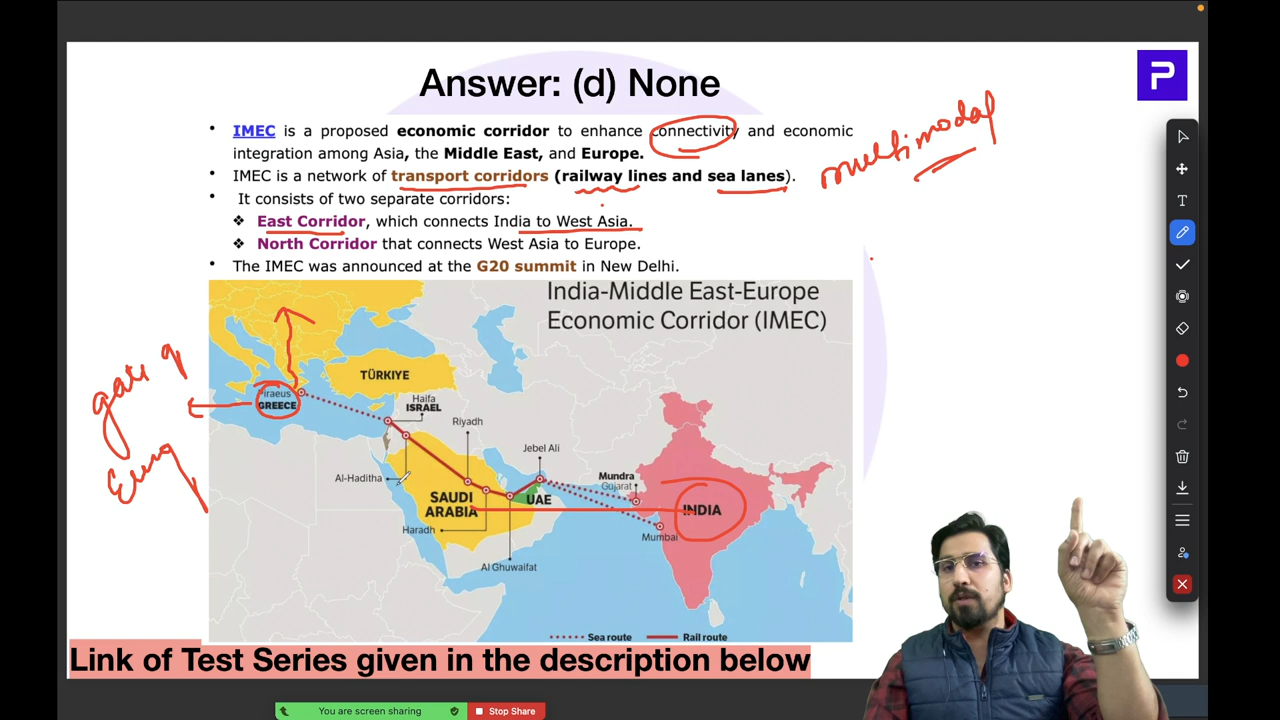 Answer: (d) None
P
• IMEC is a proposed economic corridor to enhance connectivity and economic
integration among Asia, the Middle East, and Europe.
• IMEC is a network of transport corridors (railway lines and sea lanes).
multimodal
• It consists of two separate corridors:
❖ East Corridor, which connects India to West Asia.
❖ North Corridor that connects West Asia to Europe.
• The IMEC was announced at the G20 summit in New Delhi.
India-Middle East-Europe
Economic Corridor (IMEC)
TÜRKIYE
GREECE
Haifa
ISRAEL
Riyadh
Jebel Ali
Al-Haditha
Mundra
Gujarat
SAUDI
ARABIA
UAE
INDIA
Haradh
Mumbai
Al Ghuwaifat
Sea route
Rail route
Link of Test Series given in the description below
You are screen sharing
Stop Share
T